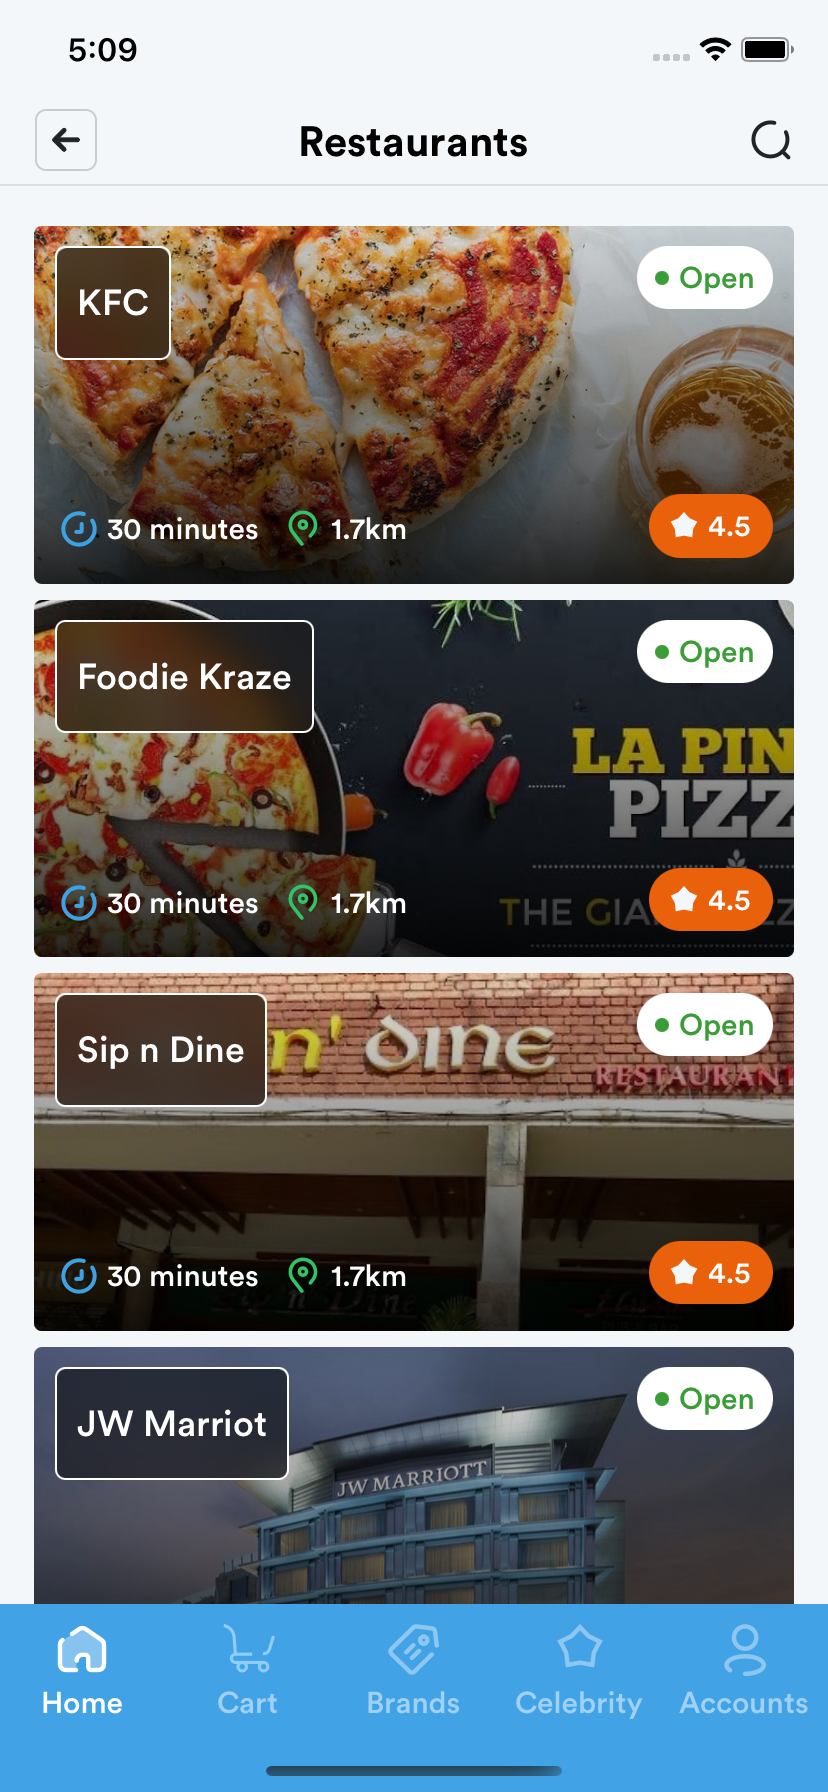 5:09
Restaurants
KFC
Open
30 minutes
1.7km
4.5
Foodie Kraze
Open
LA PIN
PIZZ
30 minutes
1.7km
THE GIA
4.5
Sip n Dine
n' dine
Open
RESTAURANT
30 minutes
1.7km
4.5
JW Marriot
Open
JW MARRIOTT
Home
Cart
Brands
Celebrity
Accounts